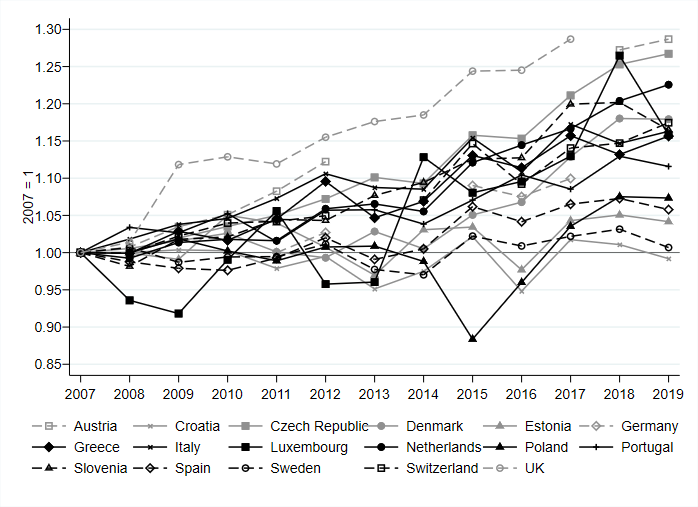 1.30
1.25
1.20
1.15
1.10
1.05
1.00
0.95
0.90
0.85
2007 = 1
2007 2008 2009 2010 2011 2012 2013 2014 2015 2016 2017 2018 2019
Austria Croatia Czech Republic Denmark Estonia Germany
Greece Italy Luxembourg Netherlands Poland Portugal
Slovenia Spain Sweden Switzerland UK